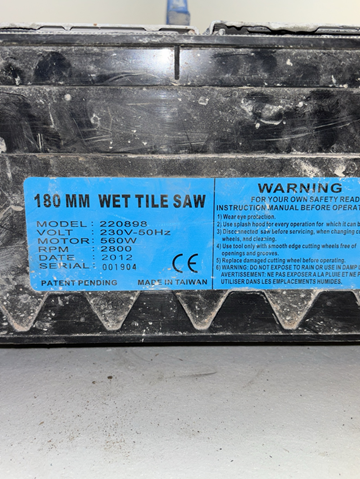 180 MM WET TILE SAW
MODEL : 220898
VOLT : 230V-50Hz
MOTOR : 560W
RPM : 2800
DATE : 2012
SERIAL : 001904
CE
PATENT PENDING MADE IN TAIWAN
WARNING
FOR YOUR OWN SAFETY READ
INSTRUCTION MANUAL BEFORE OPERAT
1) Wear eye protection.
2) Use splash hood for every operation for which it can b
3) Disconnect saw before servicing, when changing c
wheels, and cleaning.
4) Use tool only with smooth edge cutting wheels free of
openings and grooves.
5) Replace damaged cutting wheel before operating.
6) WARNING: DO NOT EXPOSE TO RAIN OR USE IN DAMP
AVERTISSEMENT: NE PAS EXPOSER A LA PLUIE ET NE P
UTILISER DANS LES EMPLACEMENTS HUMIDES.